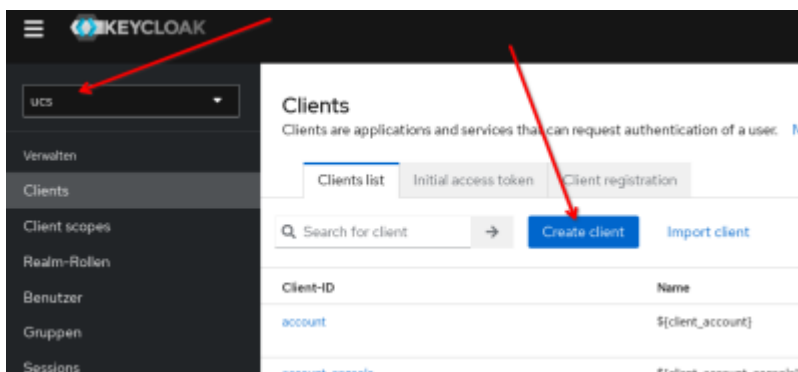 KEYCLOAK
ucs
Verwalten
Clients
Client scopes
Realm-Rollen
Benutzer
Gruppen
Sessions
Clients
Clients are applications and services that can request authentication of a user.
Clients list Initial access token Client registration
Search for client Create client Import client
Client-ID Name
account ${client_account}